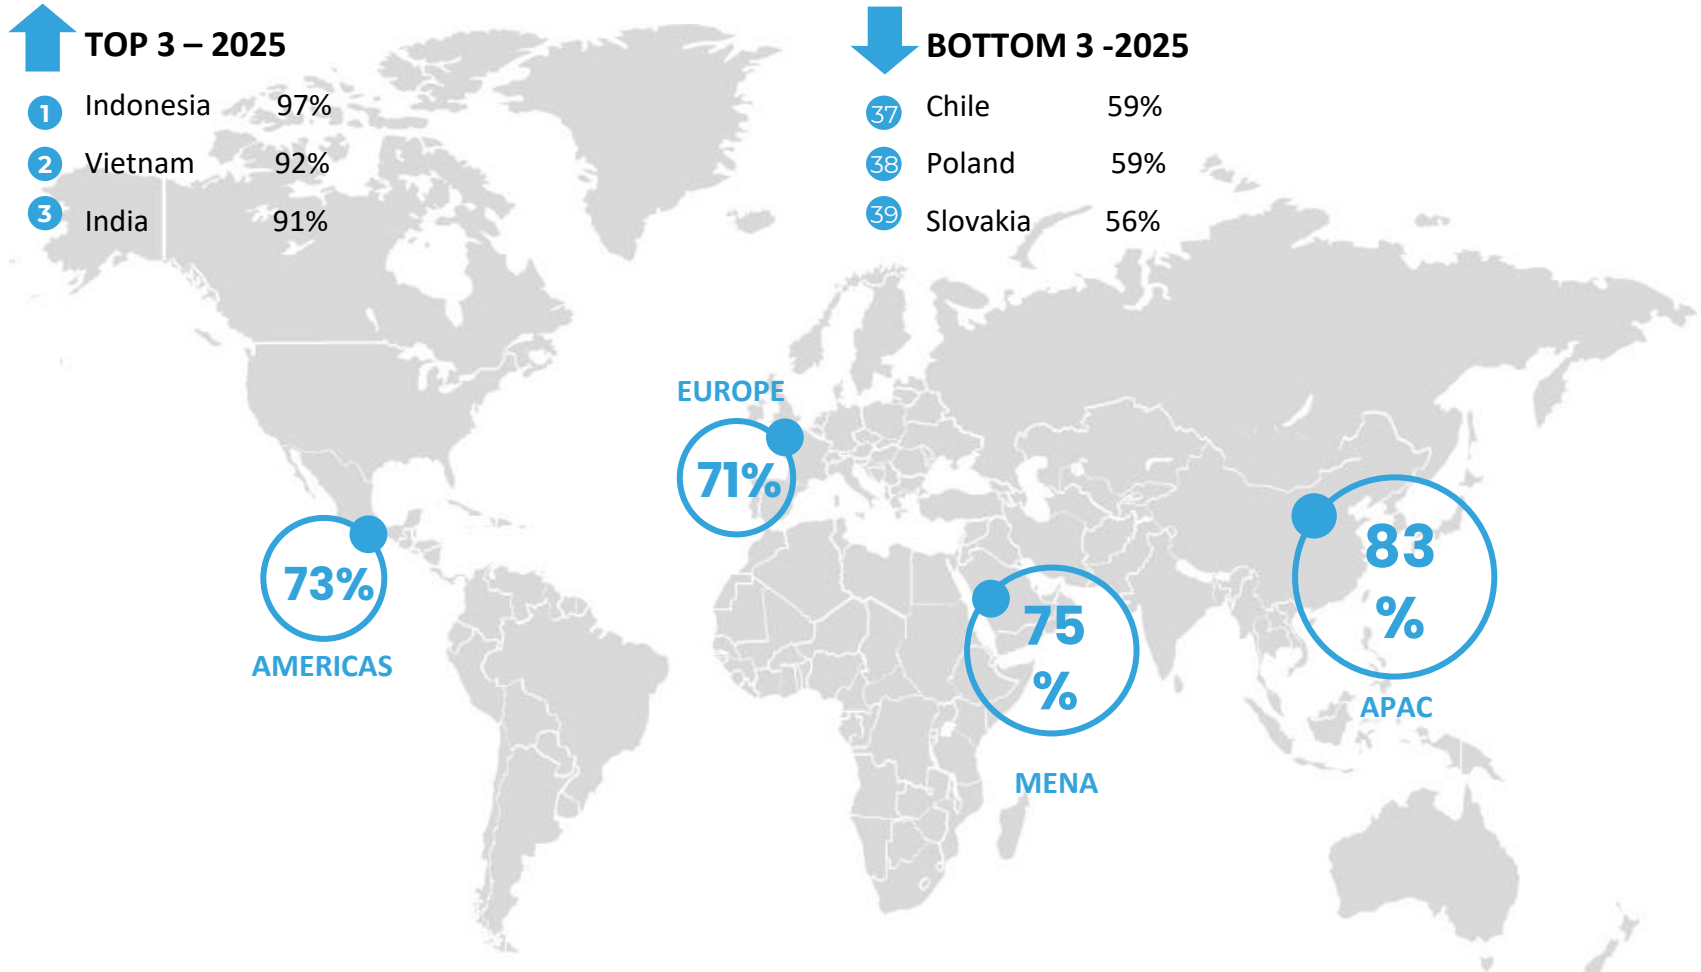 TOP 3 – 2025
1 Indonesia 97%
2 Vietnam 92%
3 India 91%
BOTTOM 3 -2025
37 Chile 59%
38 Poland 59%
39 Slovakia 56%
EUROPE
71%
73%
AMERICAS
75
%
MENA
83
%
APAC